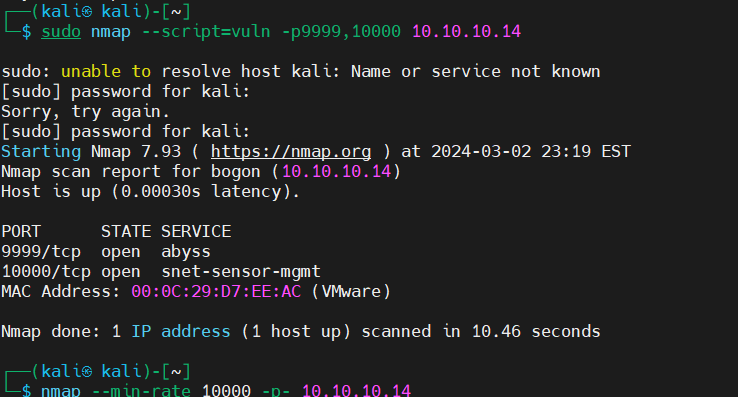 ┌──(kali㉿ kali)-[~]
└─$ sudo nmap --script=vuln -p9999,10000 10.10.10.14
sudo: unable to resolve host kali: Name or service not known
[sudo] password for kali:
Sorry, try again.
[sudo] password for kali:
Starting Nmap 7.93 ( https://nmap.org ) at 2024-03-02 23:19 EST
Nmap scan report for bogon (10.10.10.14)
Host is up (0.00030s latency).
PORT      STATE SERVICE
9999/tcp  open  abyss
10000/tcp open  snet-sensor-mgmt
MAC Address: 00:0C:29:D7:EE:AC (VMware)
Nmap done: 1 IP address (1 host up) scanned in 10.46 seconds
┌──(kali㉿ kali)-[~]
└─$ nmap --min-rate 10000 -p- 10.10.10.14